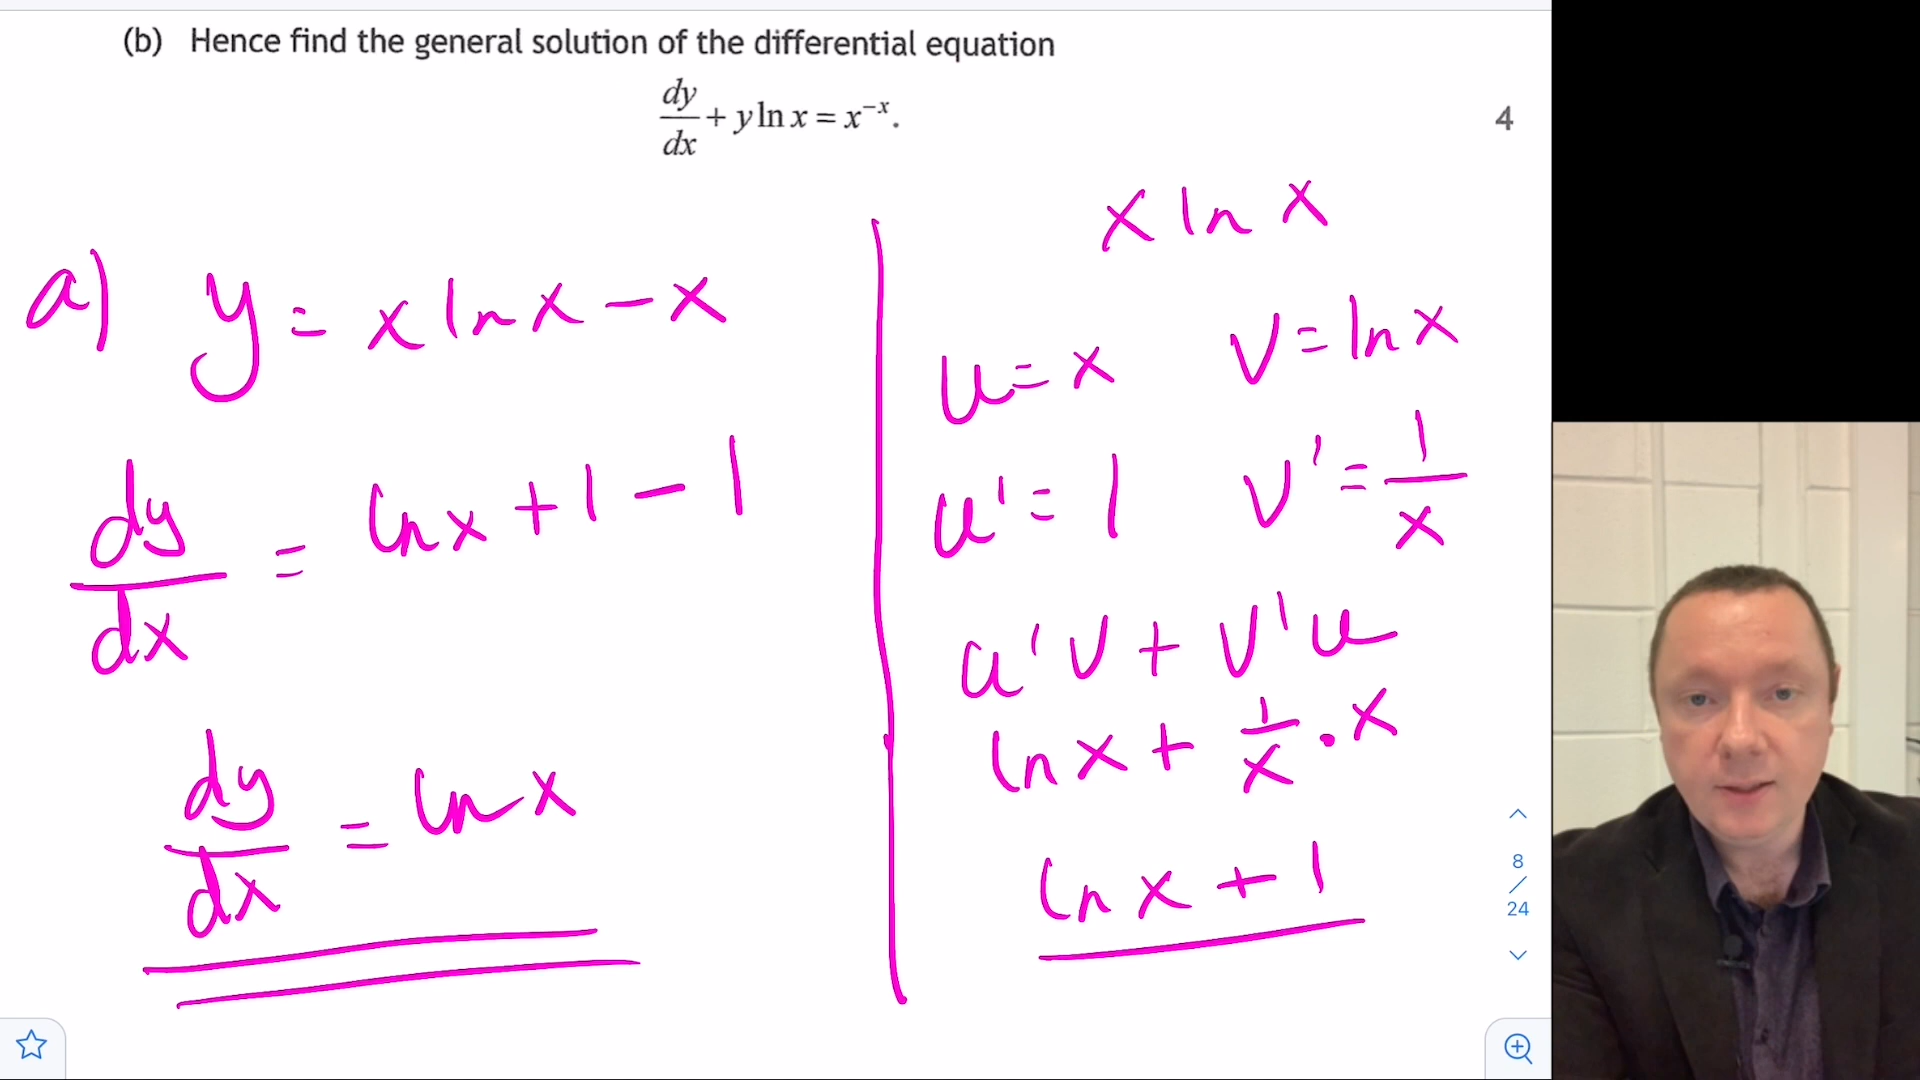 (b) Hence find the general solution of the differential equation
dy/dx + y ln x = x^{-x}.
4
a) y = x ln x - x
dy/dx = ln x + 1 - 1
dy/dx = ln x
x ln x
u = x v = ln x
u' = 1 v' = 1/x
u'v + v'u
ln x + 1/x · x
ln x + 1
8
/
24